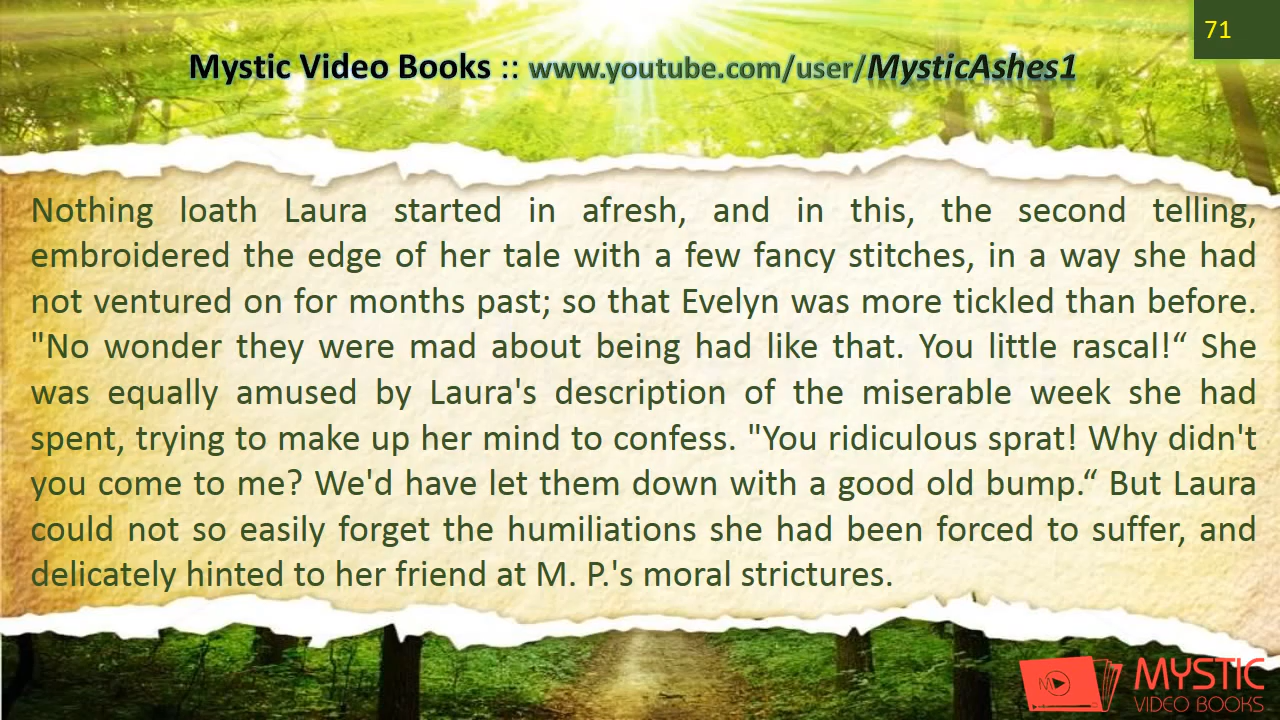 71
Mystic Video Books :: www.youtube.com/user/MysticAshes1
Nothing loath Laura started in afresh, and in this, the second telling,
embroidered the edge of her tale with a few fancy stitches, in a way she had
not ventured on for months past; so that Evelyn was more tickled than before.
"No wonder they were mad about being had like that. You little rascal!“ She
was equally amused by Laura's description of the miserable week she had
spent, trying to make up her mind to confess. "You ridiculous sprat! Why didn't
you come to me? We'd have let them down with a good old bump.“ But Laura
could not so easily forget the humiliations she had been forced to suffer, and
delicately hinted to her friend at M. P.'s moral strictures.
MYSTIC
VIDEO BOOKS